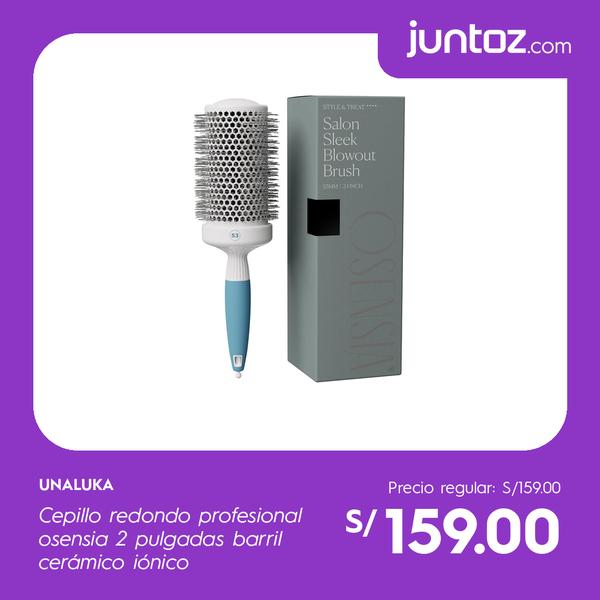 juntoz.com
STYLE & TREAT
Salon
Sleek
Blowout
Brush
OSENSIA
53
UNALUKA
Cepillo redondo profesional
osensia 2 pulgadas barril
cerámico iónico
Precio regular: S/159.00
S/159.00